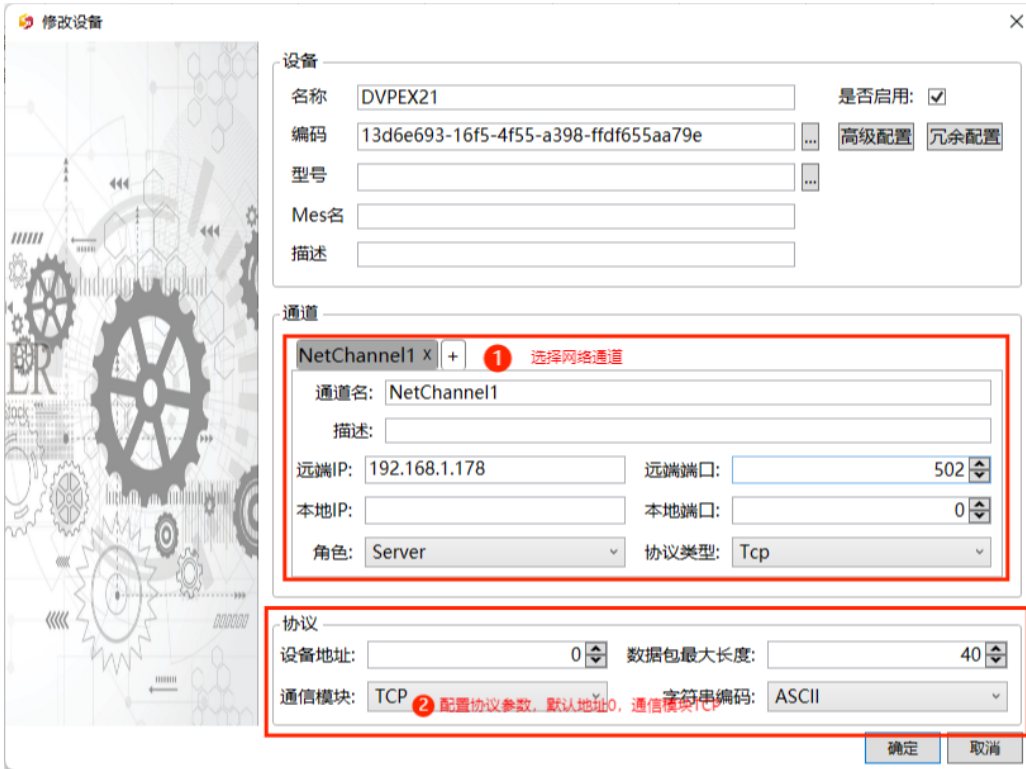 修改设备
设备
名称 DVPEX21 是否启用:
编码 13d6e693-16f5-4f55-a398-ffdf655aa79e ... 高级配置 冗余配置
型号 ...
Mes名
描述
通道
NetChannel1 x + 1 选择网络通道
通道名: NetChannel1
描述:
远端IP: 192.168.1.178 远端端口: 502
本地IP: 本地端口: 0
角色: Server 协议类型: Tcp
协议
设备地址: 0 数据包最大长度: 40
通信模块: TCP 字符串编码: ASCII
2 配置协议参数，默认地址0，通信模块TCP
确定 取消
ER